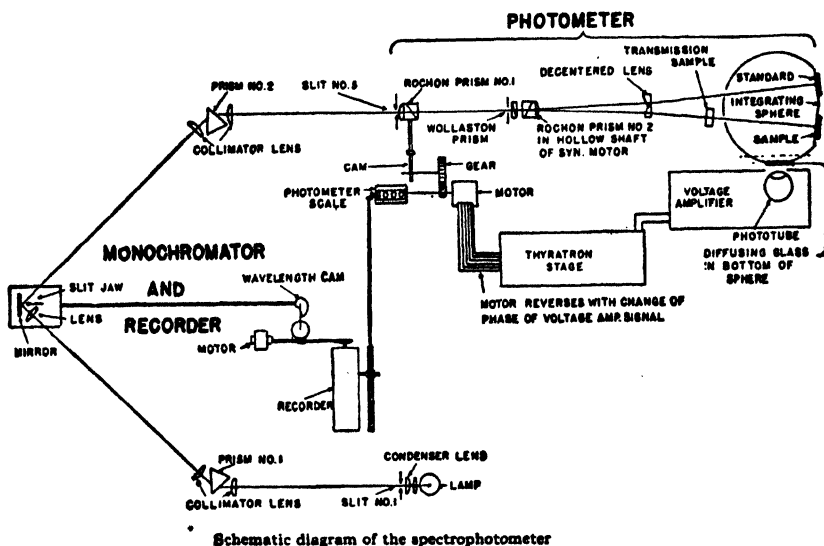 PHOTOMETER
PRISM NO.2
COLLIMATOR LENS
SLIT NO.3
ROCHON PRISM NO.1
WOLLASTON
PRISM
DECENTERED LENS
TRANSMISSION
SAMPLE
ROCHON PRISM NO 2
IN HOLLOW SHAFT
OF SYN. MOTOR
STANDARD
INTEGRATING
SPHERE
SAMPLE
CAM
GEAR
PHOTOMETER
SCALE
MOTOR
VOLTAGE
AMPLIFIER
PHOTOTUBE
DIFFUSING GLASS
IN BOTTOM OF
SPHERE
THYRATRON
STAGE
MOTOR REVERSES WITH CHANGE OF
PHASE OF VOLTAGE AMP. SIGNAL
MONOCHROMATOR
AND
RECORDER
SLIT JAW
LENS
MIRROR
WAVELENGTH CAM
MOTOR
RECORDER
PRISM NO.1
COLLIMATOR LENS
SLIT NO.1
CONDENSER LENS
LAMP
Schematic diagram of the spectrophotometer